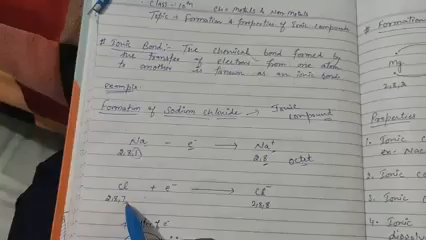 Class - 10th
Ch: Metals & Non Metals
Topic - Formation & Properties of Ionic Compounds
# Ionic Bond :- The chemical bond formed by
the transfer of electrons from one atom
to another is known as an ionic bond.
example
Formation of Sodium chloride → Ionic compound
Na - e⁻ → Na⁺
2,8,1 2,8 Octet
Cl + e⁻ → Cl⁻
2,8,7 2,8,8
# Formation
Mg
2,8,2
Properties
1. Ionic
ex- Nac
3. Ionic
4. Ionic